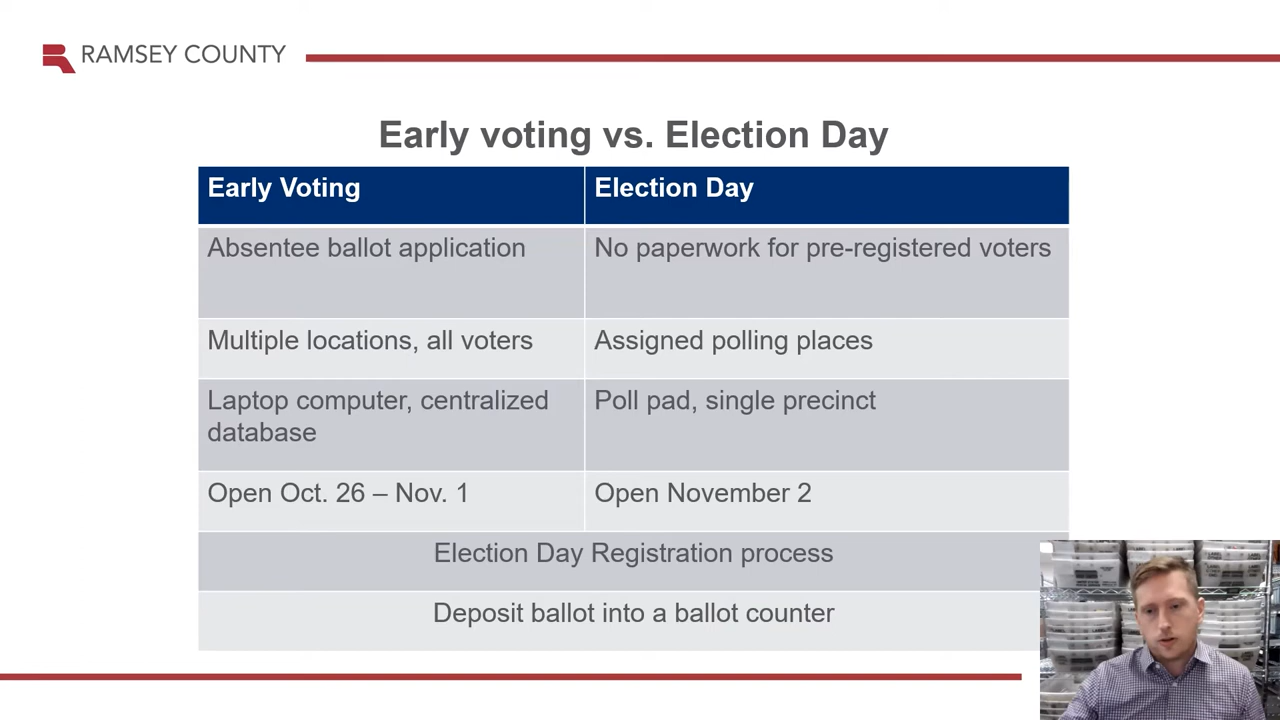 RAMSEY COUNTY
Early voting vs. Election Day
Early Voting
Election Day
Absentee ballot application
No paperwork for pre-registered voters
Multiple locations, all voters
Assigned polling places
Laptop computer, centralized
database
Poll pad, single precinct
Open Oct. 26 – Nov. 1
Open November 2
Election Day Registration process
Deposit ballot into a ballot counter